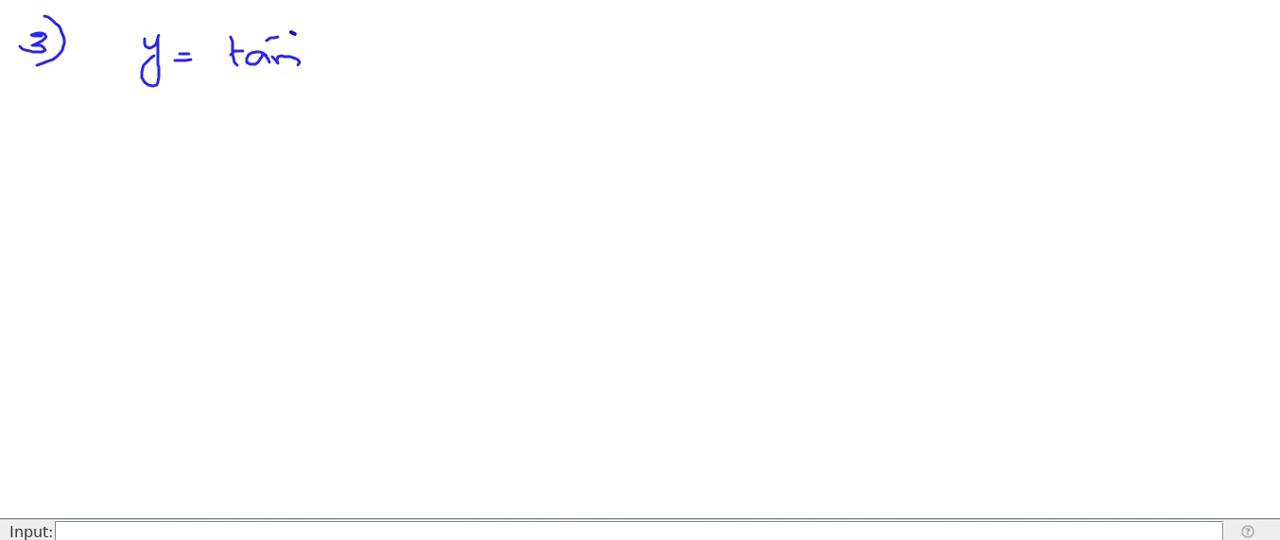 3) y = tan⁻
Input: